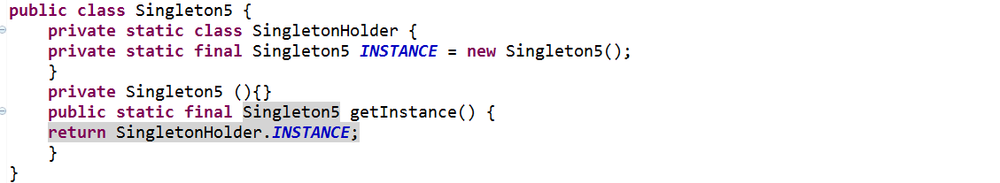 public class Singleton5 {
    private static class SingletonHolder {
    private static final Singleton5 INSTANCE = new Singleton5();
    }
    private Singleton5 (){}
    public static final Singleton5 getInstance() {
    return SingletonHolder.INSTANCE;
    }
}